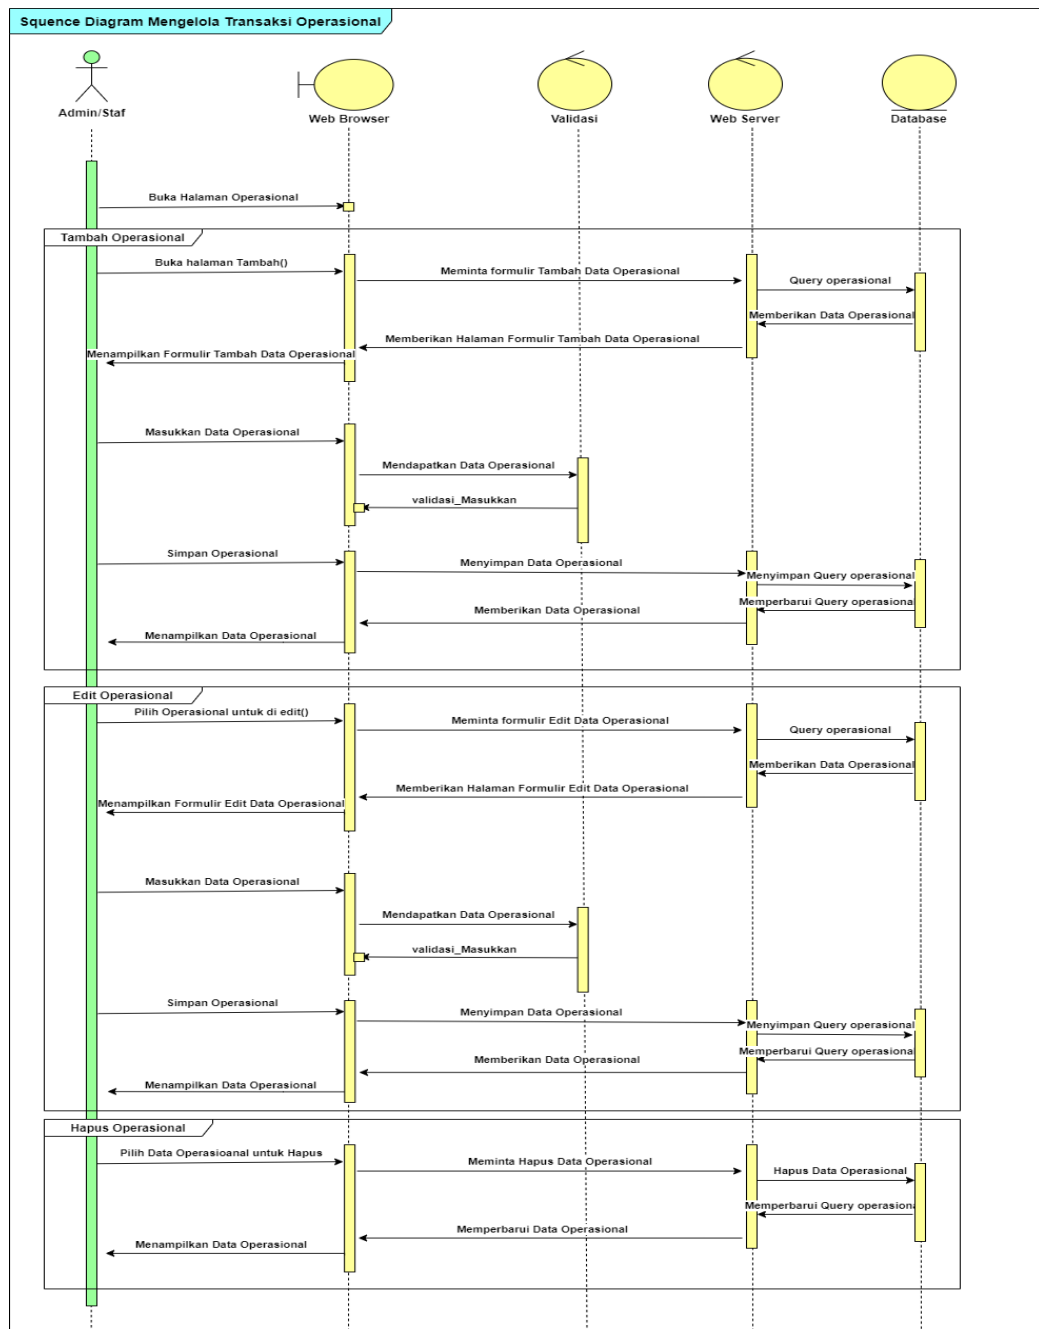 Squence Diagram Mengelola Transaksi Operasional
Admin/Staf
Web Browser
Validasi
Web Server
Database
Buka Halaman Operasional
Tambah Operasional
Buka halaman Tambah()
Meminta formulir Tambah Data Operasional
Query operasional
Memberikan Data Operasional
Memberikan Halaman Formulir Tambah Data Operasional
Menampilkan Formulir Tambah Data Operasional
Masukkan Data Operasional
Mendapatkan Data Operasional
validasi_Masukkan
Simpan Operasional
Menyimpan Data Operasional
Menyimpan Query operasional
Memperbarui Query operasional
Memberikan Data Operasional
Menampilkan Data Operasional
Edit Operasional
Pilih Operasional untuk di edit()
Meminta formulir Edit Data Operasional
Query operasional
Memberikan Data Operasional
Memberikan Halaman Formulir Edit Data Operasional
Menampilkan Formulir Edit Data Operasional
Masukkan Data Operasional
Mendapatkan Data Operasional
validasi_Masukkan
Simpan Operasional
Menyimpan Data Operasional
Menyimpan Query operasional
Memperbarui Query operasional
Memberikan Data Operasional
Menampilkan Data Operasional
Hapus Operasional
Pilih Data Operasioanal untuk Hapus
Meminta Hapus Data Operasional
Hapus Data Operasional
Memperbarui Query operasional
Memperbarui Data Operasional
Menampilkan Data Operasional